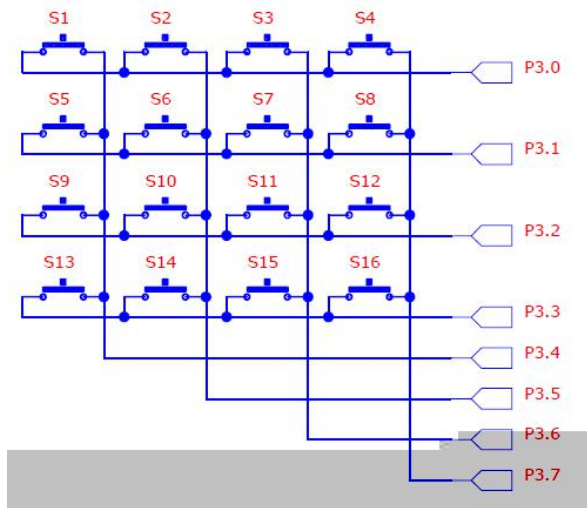 S1 S2 S3 S4
P3.0
S5 S6 S7 S8
P3.1
S9 S10 S11 S12
P3.2
S13 S14 S15 S16
P3.3
P3.4
P3.5
P3.6
P3.7